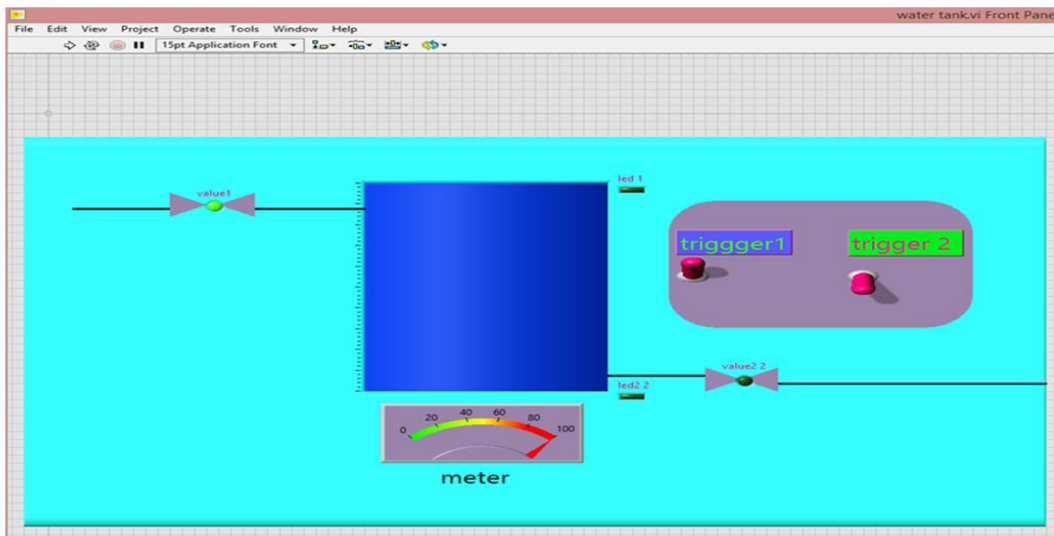 water tank.vi Front Pane
File Edit View Project Operate Tools Window Help
15pt Application Font
value1
led 1
triggger1
trigger 2
value2 2
led2 2
0 20 40 60 80 100
meter